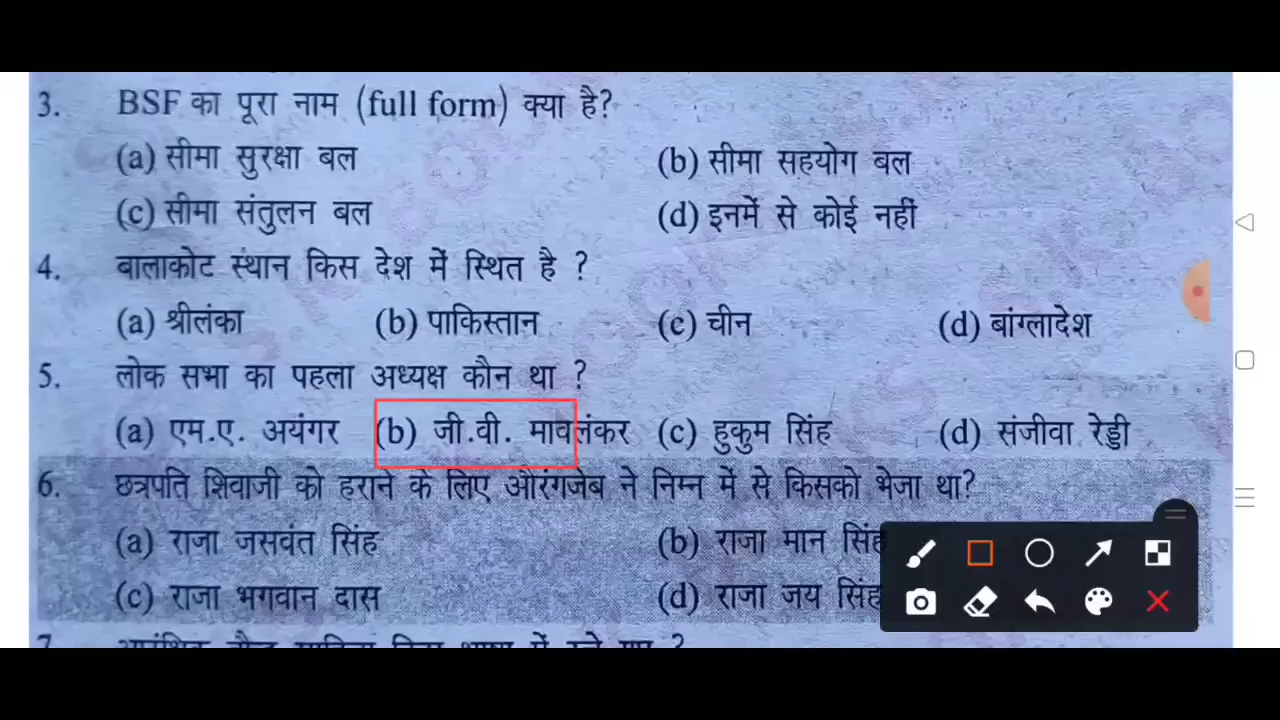 3. BSF का पूरा नाम (full form) क्या है?
(a) सीमा सुरक्षा बल (b) सीमा सहयोग बल
(c) सीमा संतुलन बल (d) इनमें से कोई नहीं
4. बालाकोट स्थान किस देश में स्थित है ?
(a) श्रीलंका (b) पाकिस्तान (c) चीन (d) बांग्लादेश
5. लोक सभा का पहला अध्यक्ष कौन था ?
(a) एम.ए. अयंगर (b) जी.वी. मावलंकर (c) हुकुम सिंह (d) संजीवा रेड्डी
6. छत्रपति शिवाजी को हराने के लिए औरंगजेब ने निम्न में से किसको भेजा था?
(a) राजा जसवंत सिंह (b) राजा मान सिंह
(c) राजा भगवान दास (d) राजा जय सिंह